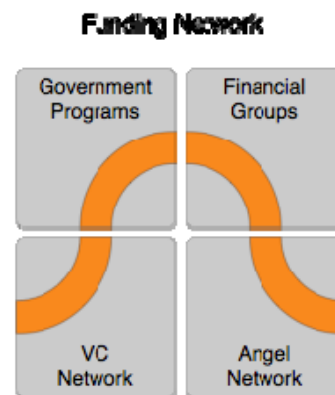 Funding Network
Government
Programs
Financial
Groups
VC
Network
Angel
Network